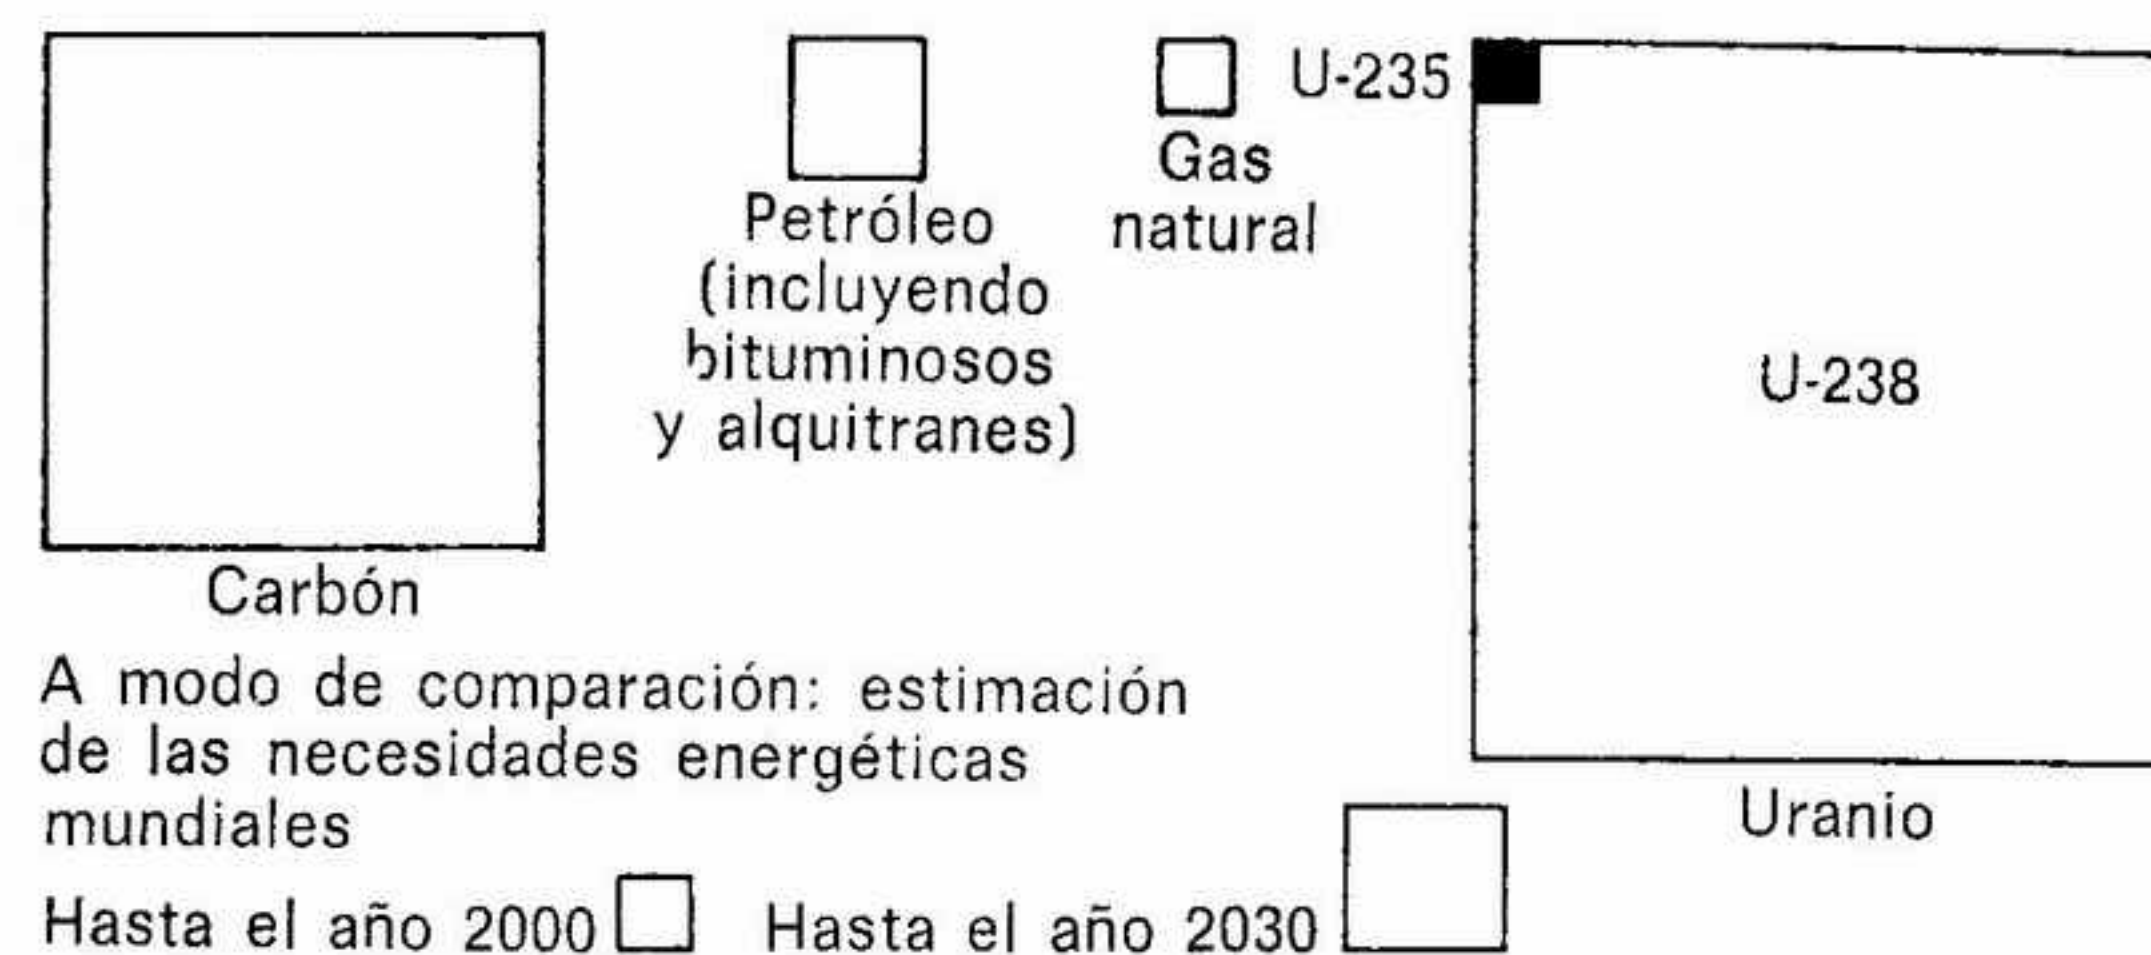 U-235
Gas
natural
Petróleo
(incluyendo
bituminosos
y alquitranes)
U-238
Carbón
Uranio
A modo de comparación: estimación
de las necesidades energéticas
mundiales
Hasta el año 2000
Hasta el año 2030